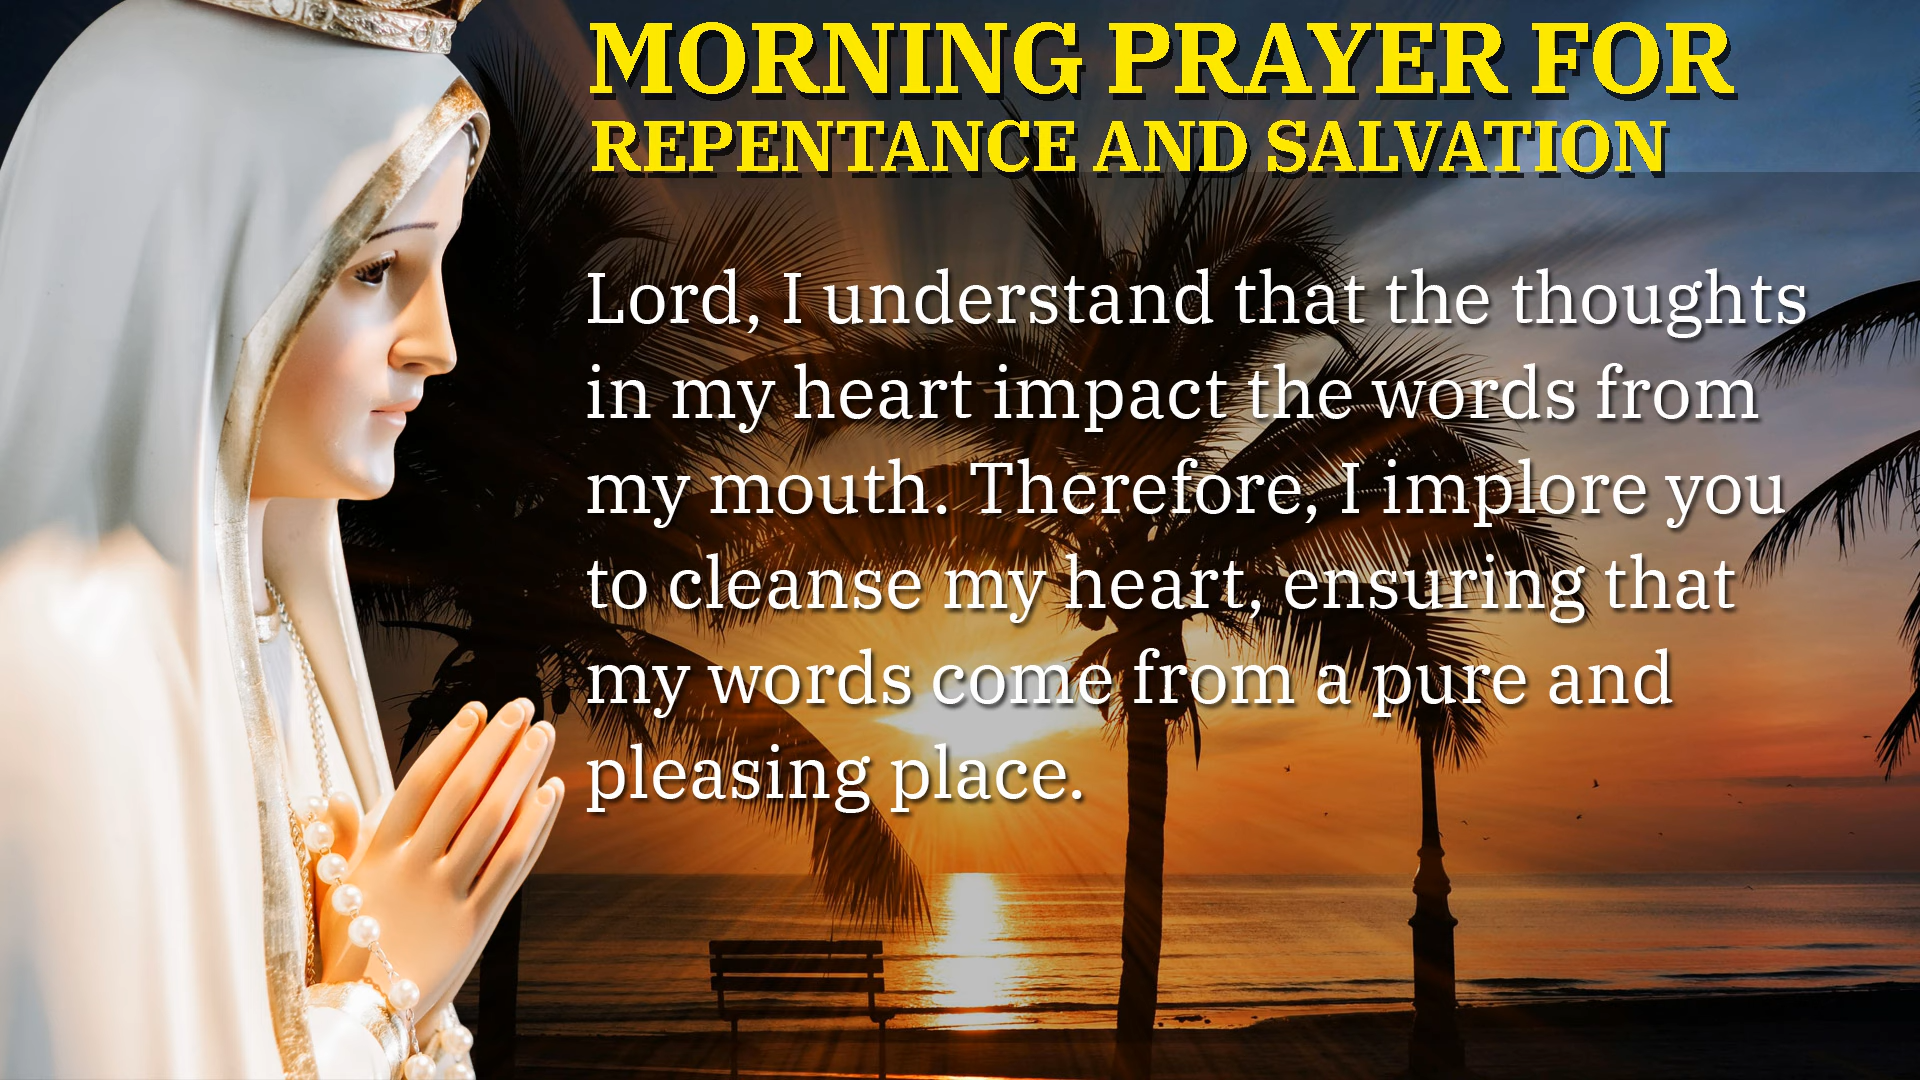 MORNING PRAYER FOR
REPENTANCE AND SALVATION
Lord, I understand that the thoughts
in my heart impact the words from
my mouth. Therefore, I implore you
to cleanse my heart, ensuring that
my words come from a pure and
pleasing place.